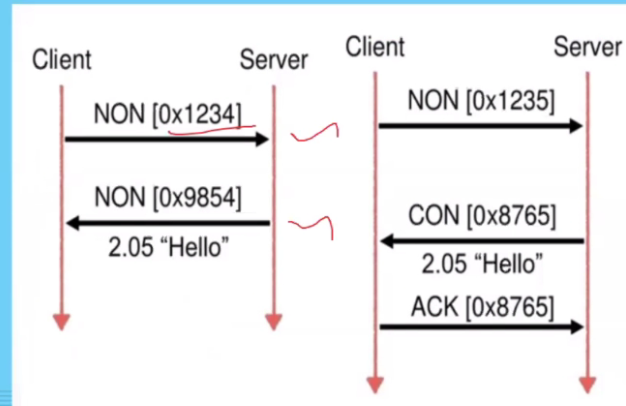 Client Server
NON [0x1234]
NON [0x9854]
2.05 “Hello”
Client Server
NON [0x1235]
CON [0x8765]
2.05 “Hello”
ACK [0x8765]